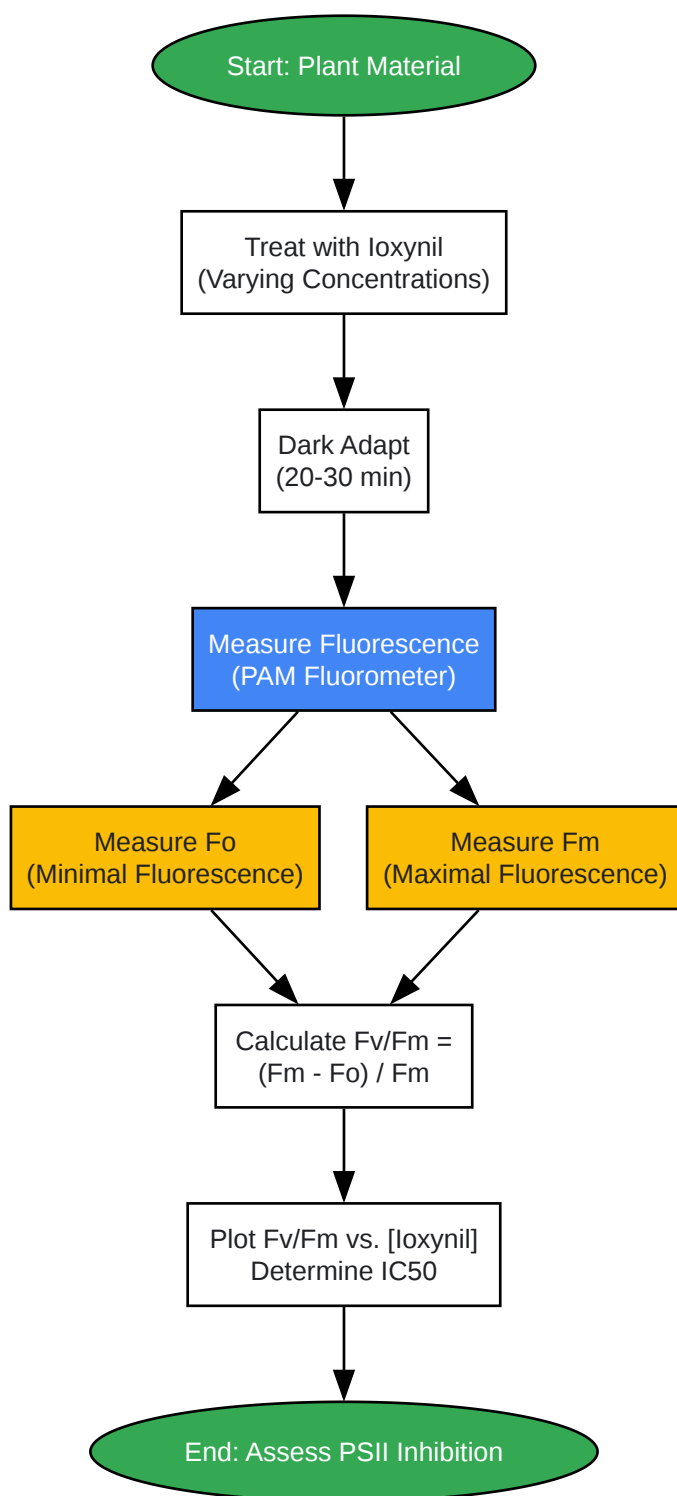 Start: Plant Material
Treat with Ioxynil
(Varying Concentrations)
Dark Adapt
(20-30 min)
Measure Fluorescence
(PAM Fluorometer)
Measure Fo
(Minimal Fluorescence)
Measure Fm
(Maximal Fluorescence)
Calculate Fv/Fm =
(Fm - Fo) / Fm
Plot Fv/Fm vs. [Ioxynil]
Determine IC50
End: Assess PSII Inhibition